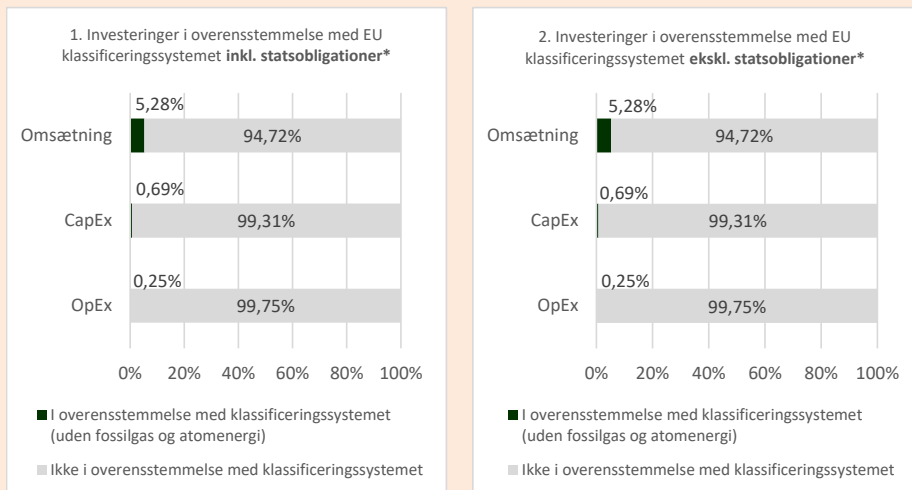 1. Investeringer i overensstemmelse med EU
klassificeringssystemet inkl. statsobligationer*
5,28%
Omsætning
94,72%
0,69%
CapEx
99,31%
0,25%
OpEx
99,75%
0% 20% 40% 60% 80% 100%
I overensstemmelse med klassificeringssystemet
(uden fossilgas og atomenergi)
Ikke i overensstemmelse med klassificeringssystemet
2. Investeringer i overensstemmelse med EU
klassificeringssystemet ekskl. statsobligationer*
5,28%
Omsætning
94,72%
0,69%
CapEx
99,31%
0,25%
OpEx
99,75%
0% 20% 40% 60% 80% 100%
I overensstemmelse med klassificeringssystemet
(uden fossilgas og atomenergi)
Ikke i overensstemmelse med klassificeringssystemet